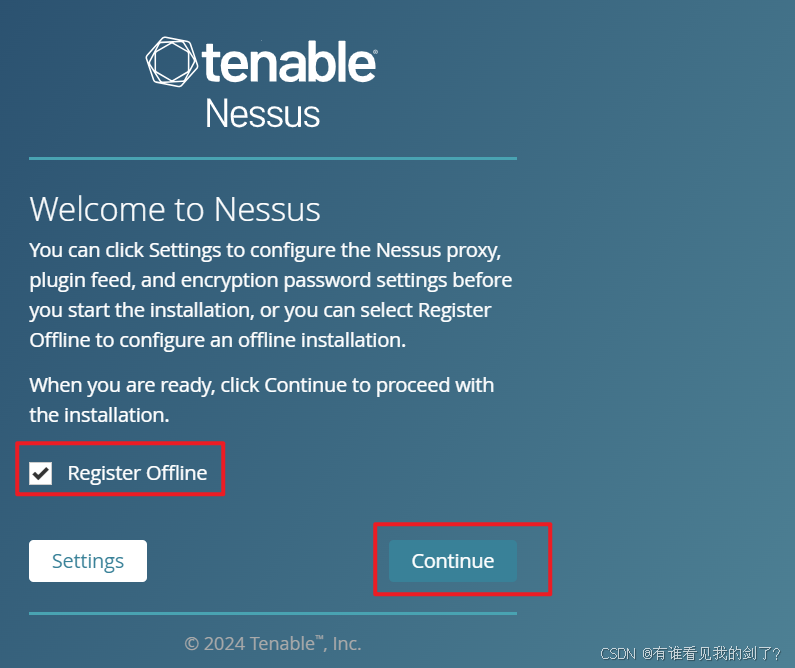 tenable
Nessus
Welcome to Nessus
You can click Settings to configure the Nessus proxy,
plugin feed, and encryption password settings before
you start the installation, or you can select Register
Offline to configure an offline installation.
When you are ready, click Continue to proceed with
the installation.
Register Offline
Settings
Continue
© 2024 Tenable™, Inc.
CSDN @有谁看见我的剑了?